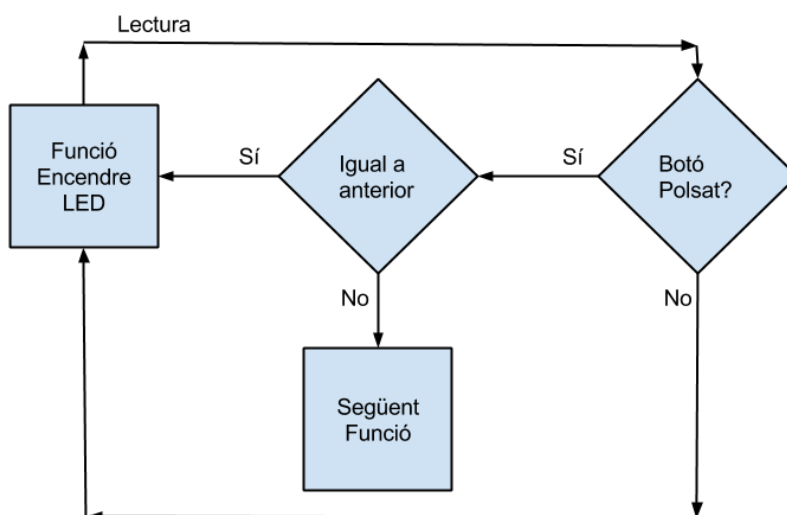 Lectura
Funció
Encendre
LED
Sí
Igual a
anterior
Sí
Botó
Polsat?
No
No
Següent
Funció